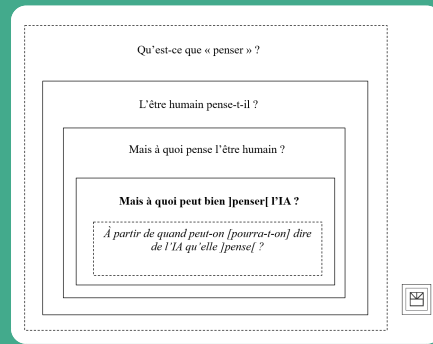 Qu'est-ce que « penser » ?
L'être humain pense-t-il ?
Mais à quoi pense l'être humain ?
Mais à quoi peut bien ]penser[ l'IA ?
À partir de quand peut-on [pourra-t-on] dire
de l'IA qu'elle ]pense[ ?